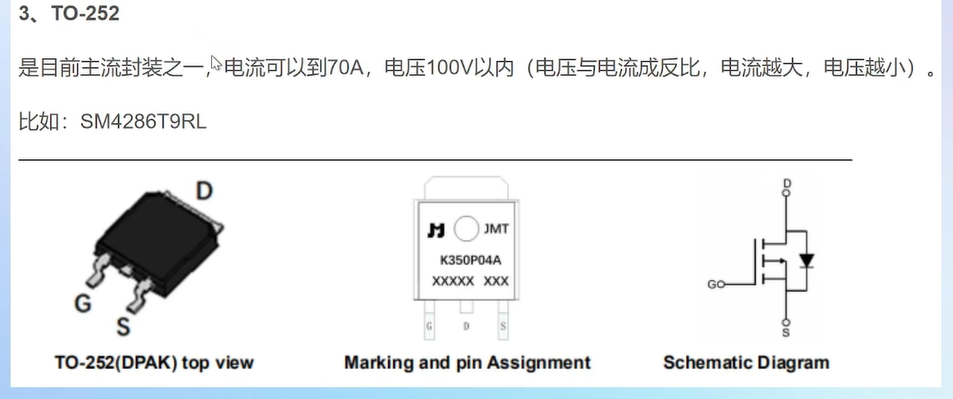 3、TO-252
是目前主流封装之一，电流可以到70A，电压100V以内（电压与电流成反比，电流越大，电压越小）。
比如：SM4286T9RL
D
G
S
TO-252(DPAK) top view
JMT
K350P04A
XXXXX XXX
G D S
Marking and pin Assignment
D
G
S
Schematic Diagram